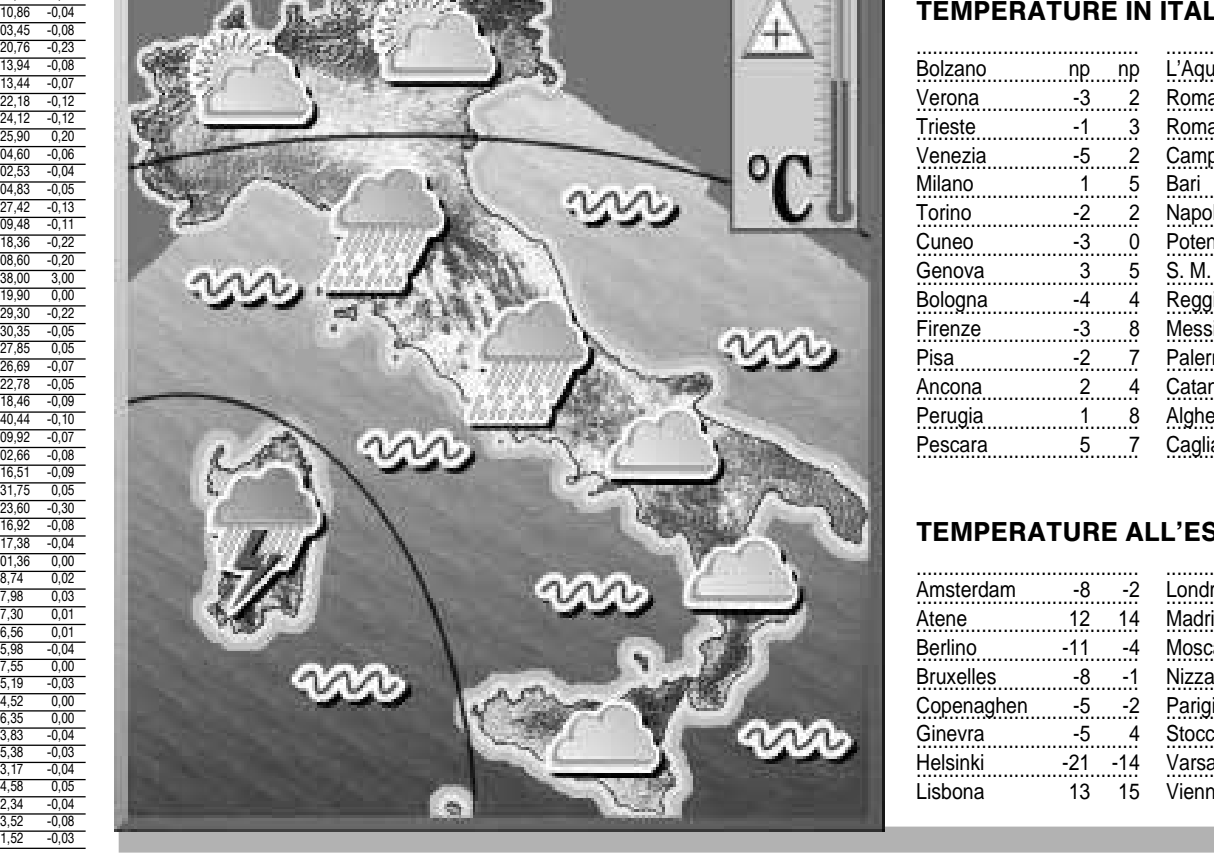 10,86 -0,04
03,45 -0,08
20,76 -0,23
13,94 -0,08
13,44 -0,07
22,18 -0,12
24,12 -0,12
25,90 0,20
04,60 -0,06
02,53 -0,04
04,83 -0,05
27,42 -0,13
09,48 -0,11
18,36 -0,22
08,60 -0,20
38,00 3,00
19,90 0,00
29,30 -0,22
30,35 -0,05
27,85 0,05
26,69 -0,07
22,78 -0,05
18,46 -0,09
40,44 -0,10
09,92 -0,07
02,66 -0,08
16,51 -0,09
31,75 0,05
23,60 -0,30
16,92 -0,08
17,38 -0,04
01,36 0,00
8,74 0,02
7,98 0,03
7,30 0,01
6,56 0,01
5,98 -0,04
7,55 0,00
5,19 -0,03
4,52 0,00
6,35 0,00
3,83 -0,04
5,38 -0,03
3,17 -0,04
4,58 0,05
2,34 -0,04
3,52 -0,08
1,52 -0,03
°C
TEMPERATURE IN ITAL
Bolzano np np L'Aqu
Verona -3 2 Roma
Trieste -1 3 Roma
Venezia -5 2 Camp
Milano 1 5 Bari
Torino -2 2 Napol
Cuneo -3 0 Poten
Genova 3 5 S. M.
Bologna -4 4 Reggi
Firenze -3 8 Messi
Pisa -2 7 Paler
Ancona 2 4 Catan
Perugia 1 8 Alghe
Pescara 5 7 Caglia
TEMPERATURE ALL'ES
Amsterdam -8 -2 Londr
Atene 12 14 Madri
Berlino -11 -4 Mosca
Bruxelles -8 -1 Nizza
Copenaghen -5 -2 Parigi
Ginevra -5 4 Stocc
Helsinki -21 -14 Varsa
Lisbona 13 15 Vienn